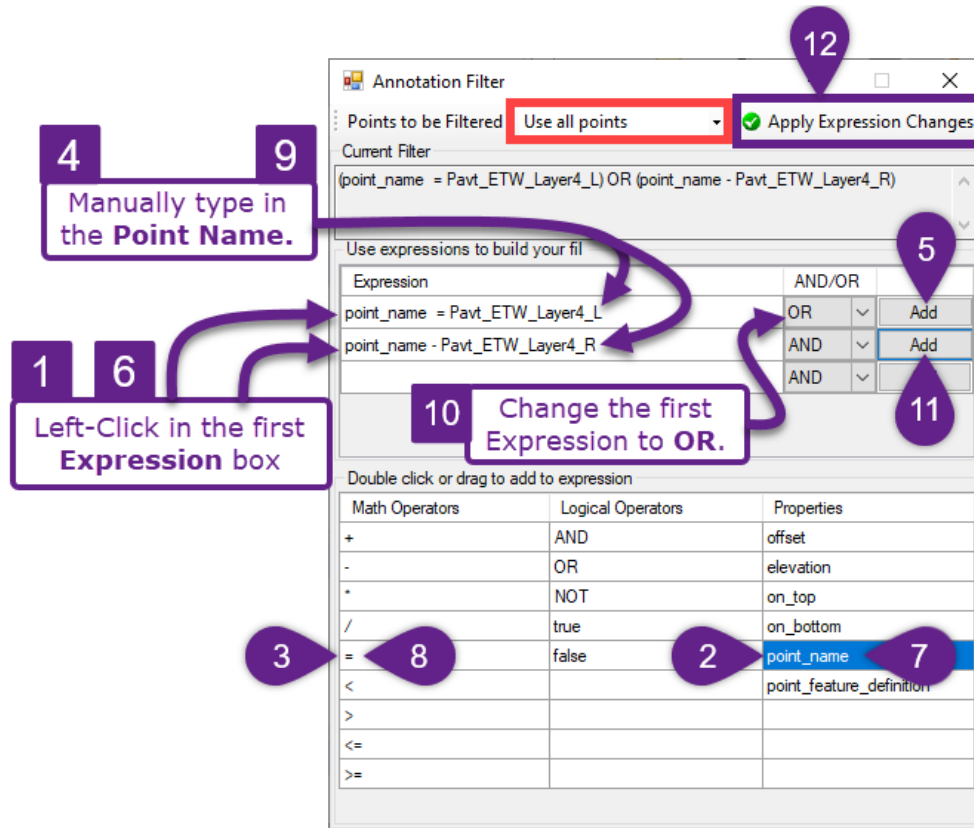 12
Annotation Filter
Points to be Filtered Use all points Apply Expression Changes
Current Filter
(point_name = Pavt_ETW_Layer4_L) OR (point_name - Pavt_ETW_Layer4_R)
4 9
Manually type in
the Point Name.
5
Use expressions to build your fil
Expression AND/OR
point_name = Pavt_ETW_Layer4_L OR Add
point_name - Pavt_ETW_Layer4_R AND Add
AND
1 6
Left-Click in the first
Expression box
10 Change the first
Expression to OR.
11
Double click or drag to add to expression
Math Operators Logical Operators Properties
+ AND offset
- OR elevation
* NOT on_top
/ true on_bottom
3 = 8 false 2 point_name 7
< point_feature_definition
>
<=
>=